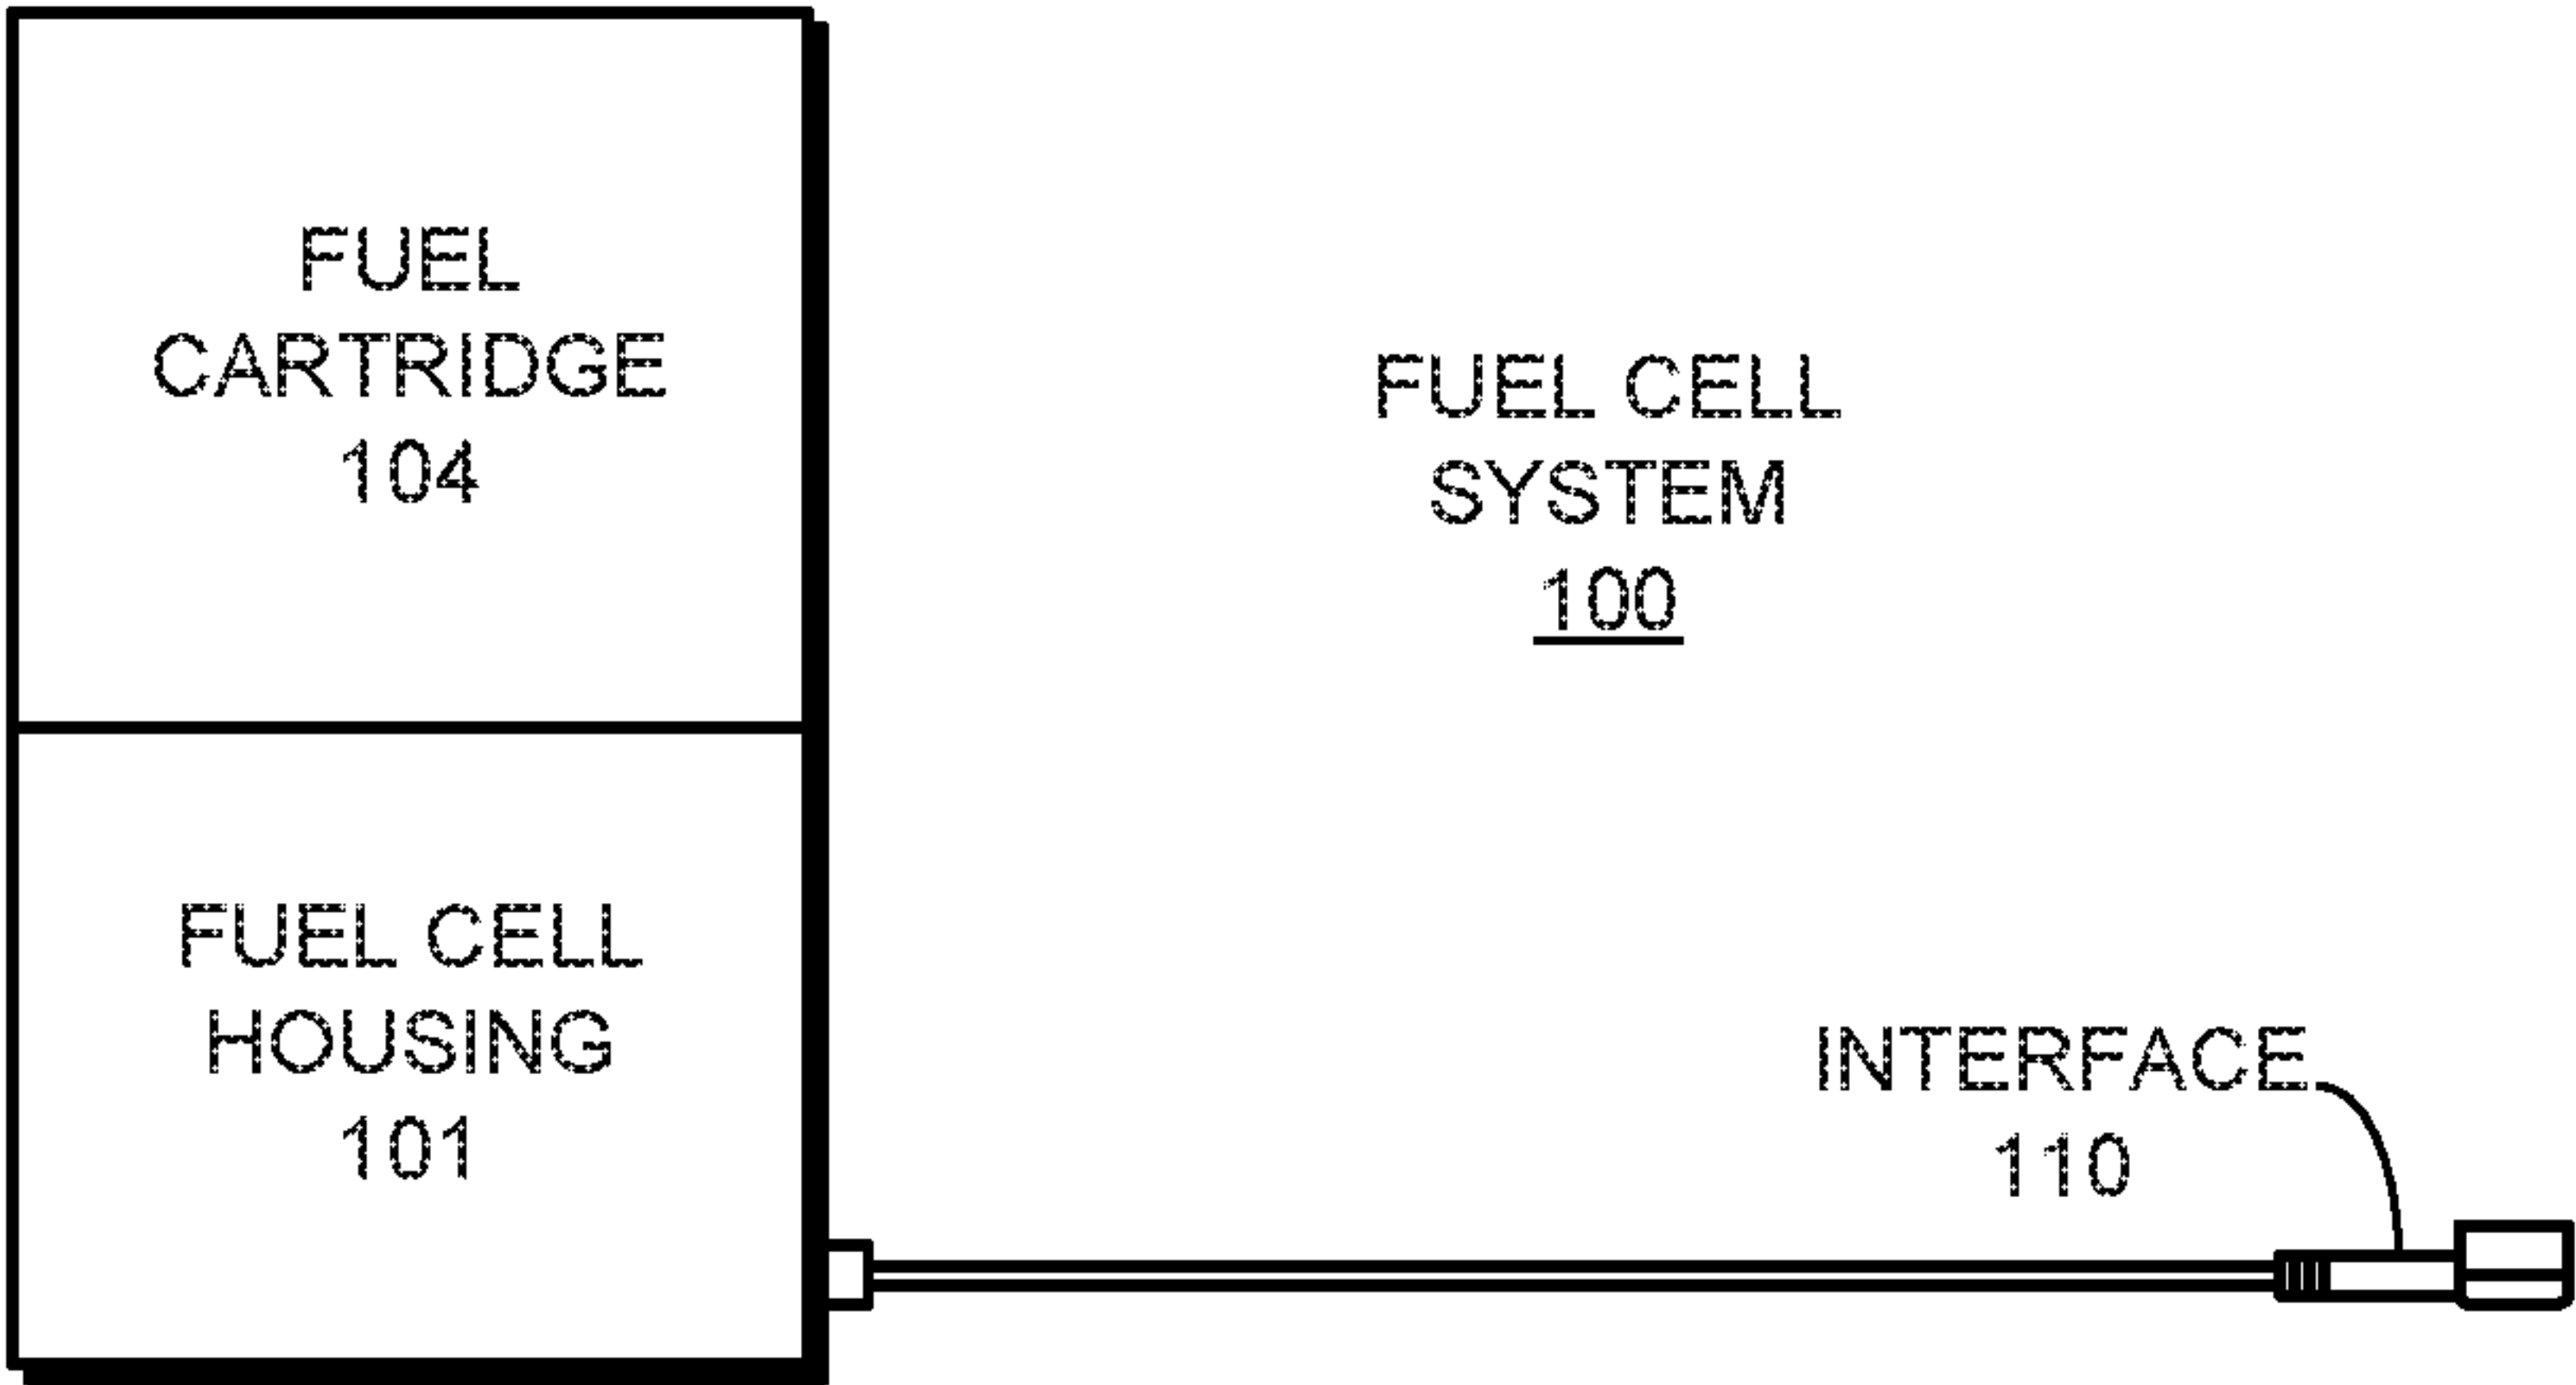 FUEL
CARTRIDGE
104
FUEL CELL
SYSTEM
100
FUEL CELL
HOUSING
101
INTERFACE
110